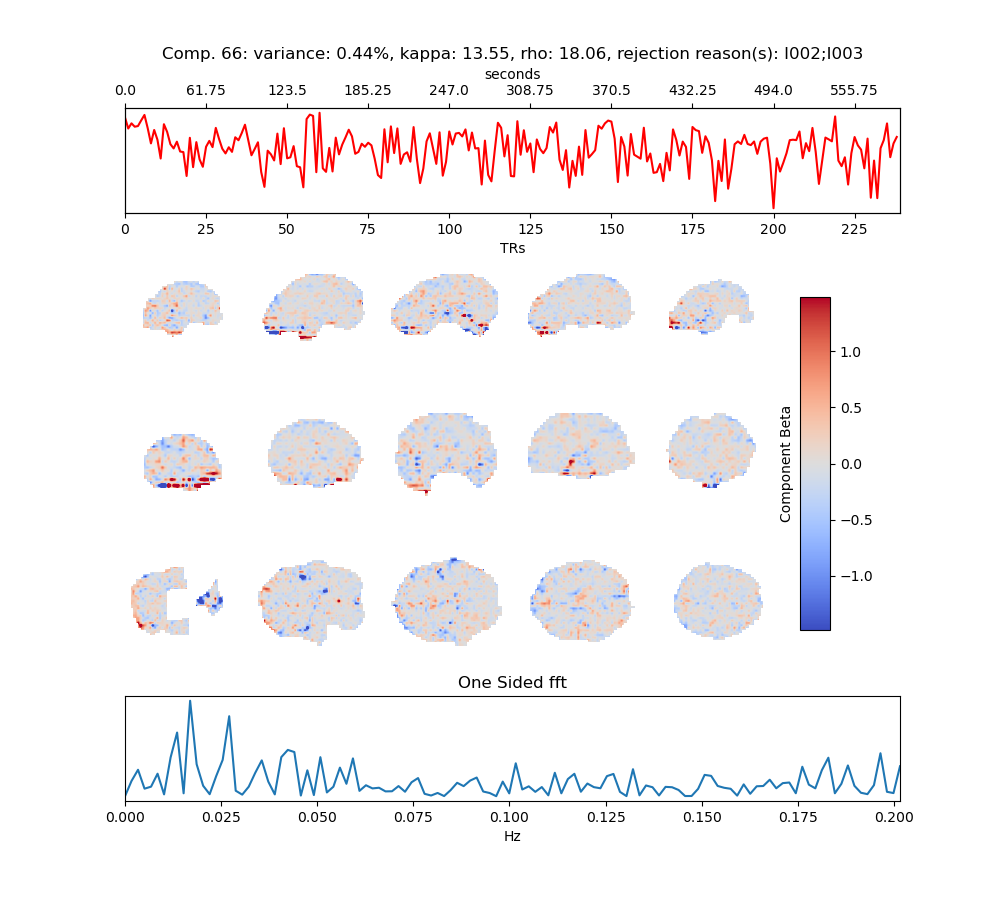 Comp. 66: variance: 0.44%, kappa: 13.55, rho: 18.06, rejection reason(s): I002;I003
seconds
0.0 61.75 123.5 185.25 247.0 308.75 370.5 432.25 494.0 555.75
0 25 50 75 100 125 150 175 200 225
TRs
1.0
0.5
0.0
−0.5
−1.0
Component Beta
One Sided fft
0.000 0.025 0.050 0.075 0.100 0.125 0.150 0.175 0.200
Hz